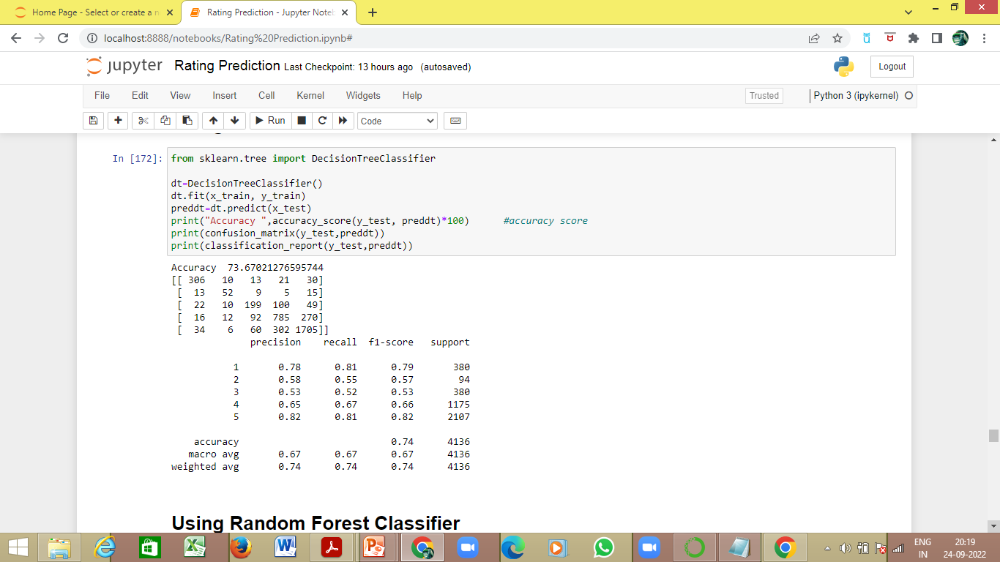 Home Page - Select or create a n
Rating Prediction - Jupyter Noteb
localhost:8888/notebooks/Rating%20Prediction.ipynb#
jupyter Rating Prediction Last Checkpoint: 13 hours ago (autosaved)
Logout
File Edit View Insert Cell Kernel Widgets Help
Trusted
Python 3 (ipykernel)
Run
Code
In [172]:
from sklearn.tree import DecisionTreeClassifier
dt=DecisionTreeClassifier()
dt.fit(x_train, y_train)
preddt=dt.predict(x_test)
print("Accuracy ",accuracy_score(y_test, preddt)*100) #accuracy score
print(confusion_matrix(y_test,preddt))
print(classification_report(y_test,preddt))
Accuracy 73.67021276595744
[[ 306 10 13 21 30]
[ 13 52 9 5 15]
[ 22 10 199 100 49]
[ 16 12 92 785 270]
[ 34 6 60 302 1705]]
precision recall f1-score support
1 0.78 0.81 0.79 380
2 0.58 0.55 0.57 94
3 0.53 0.52 0.53 380
4 0.65 0.67 0.66 1175
5 0.82 0.81 0.82 2107
accuracy 0.74 4136
macro avg 0.67 0.67 0.67 4136
weighted avg 0.74 0.74 0.74 4136
Using Random Forest Classifier
ENG
IN
20:19
24-09-2022